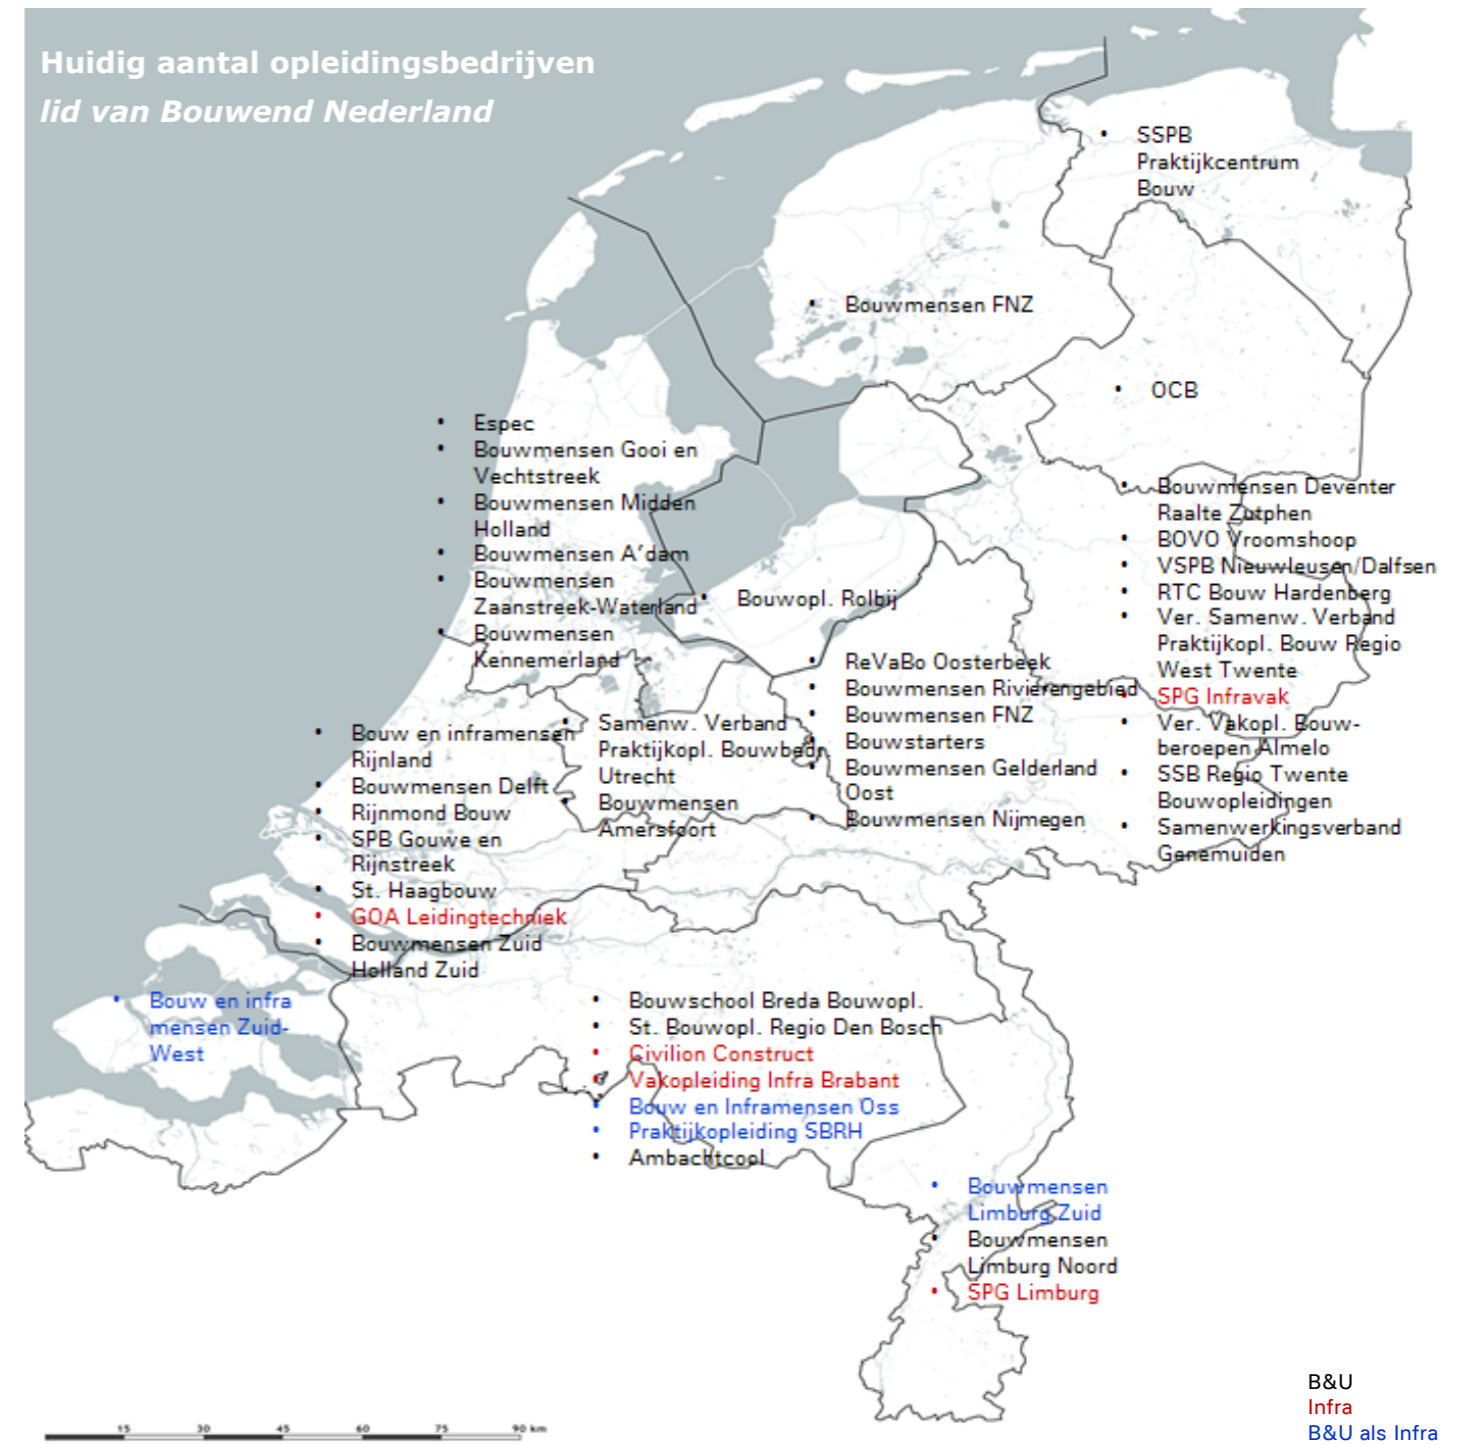 Huidig aantal opleidingsbedrijven
lid van Bouwend Nederland
• SSPB
Praktijkcentrum
Bouw
• Bouwmensen FNZ
• OCB
• Espec
• Bouwmensen Gooi en
Vechtstreek
• Bouwmensen Midden
Holland
• Bouwmensen A'dam
• Bouwmensen
Zaanstreek-Waterland
• Bouwmensen
Kennemerland
• Bouwopl. Rolbij
• Bouwmensen Deventer
Raalte Zutphen
• BOVO Vroomshoop
• VSPB Nieuwleusen/Dalfsen
• RTC Bouw Hardenberg
• Ver. Samenw. Verband
Praktijkopl. Bouw Regio
West Twente
• SPG Infravak
• Ver. Vakopl. Bouw-
beroepen Almelo
• SSB Regio Twente
Bouwopleidingen
• Samenwerkingsverband
Genemuiden
• ReVaBo Oosterbeek
• Bouwmensen Rivierengebied
• Bouwmensen FNZ
• Bouwstarters
• Bouwmensen Gelderland
Oost
• Bouwmensen Nijmegen
• Samenw. Verband
Praktijkopl. Bouwbedr.
Utrecht
• Bouwmensen
Amersfoort
• Bouw en inframensen
Rijnland
• Bouwmensen Delft
• Rijnmond Bouw
• SPB Gouwe en
Rijnstreek
• St. Haagbouw
• GOA Leidingtechniek
• Bouwmensen Zuid
Holland Zuid
• Bouw en infra
mensen Zuid-
West
• Bouwschool Breda Bouwopl.
• St. Bouwopl. Regio Den Bosch
• Civilion Construct
• Vakopleiding Infra Brabant
• Bouw en Inframensen Oss
• Praktijkopleiding SBRH
• Ambachtcool
• Bouwmensen
Limburg Zuid
• Bouwmensen
Limburg Noord
• SPG Limburg
B&U
Infra
B&U als Infra
15 30 45 60 75 90 km